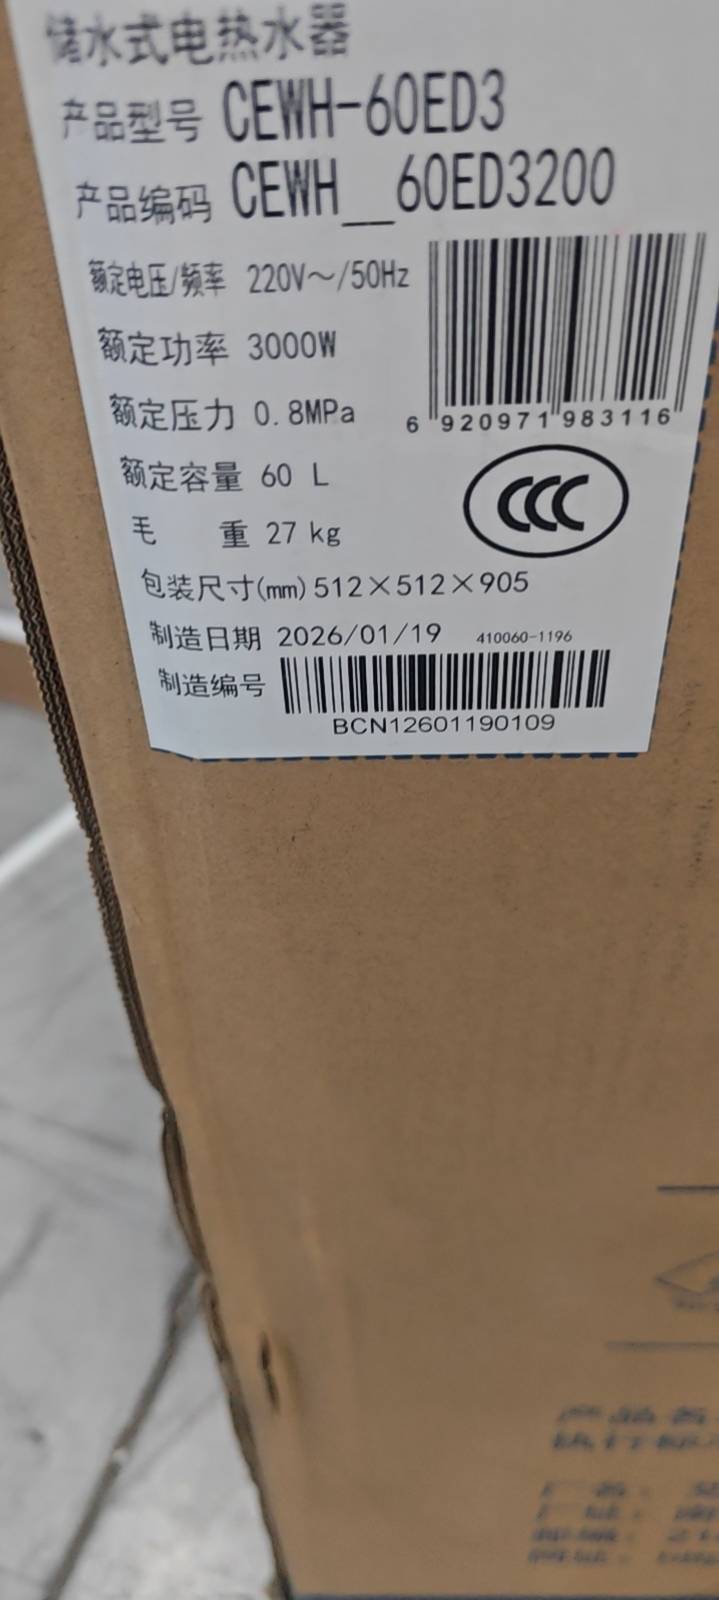 储水式电热水器
产品型号 CEWH-60ED3
产品编码 CEWH__60ED3200
额定电压/频率 220V～/50Hz
额定功率 3000W
额定压力 0.8MPa
6 920971 983116
额定容量 60 L
CCC
毛 重 27 kg
包装尺寸(mm) 512×512×905
制造日期 2026/01/19 410060-1196
制造编号
BCN12601190109